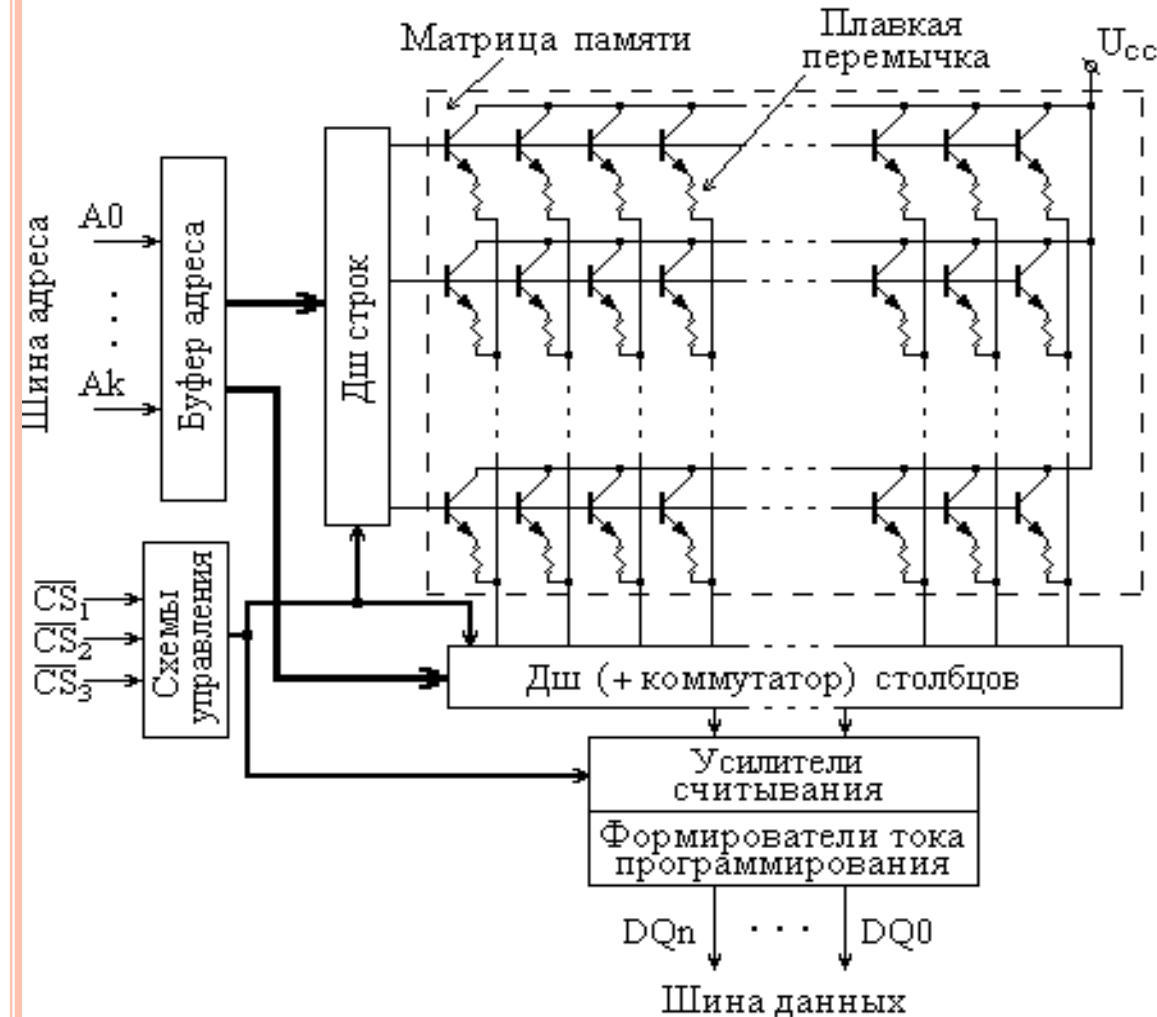 Матрица памяти
Плавкая
перемычка
Ucc
Шина адреса
A0
Ak
Буфер адреса
Дш строк
CS1
CS2
CS3
Схемы
управления
Дш (+ коммутатор) столбцов
Усилители
считывания
Формирователи тока
программирования
DQn
DQ0
Шина данных